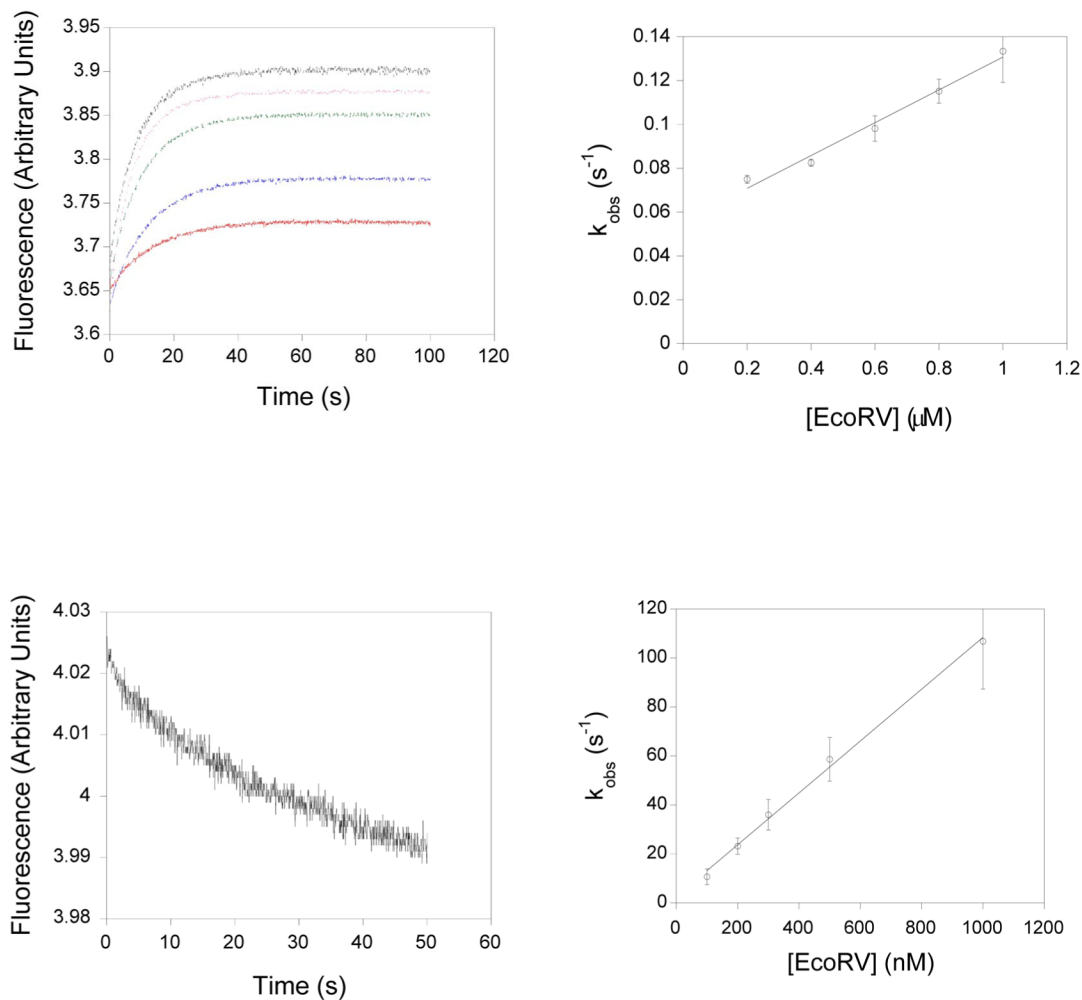 Fluorescence (Arbitrary Units)
3.95
3.9
3.85
3.8
3.75
3.7
3.65
3.6
0 20 40 60 80 100 120
Time (s)
k_obs (s⁻¹)
0.14
0.12
0.1
0.08
0.06
0.04
0.02
0
0 0.2 0.4 0.6 0.8 1 1.2
[EcoRV] (μM)
Fluorescence (Arbitrary Units)
4.03
4.02
4.01
4
3.99
3.98
0 10 20 30 40 50 60
Time (s)
k_obs (s⁻¹)
120
100
80
60
40
20
0
0 200 400 600 800 1000 1200
[EcoRV] (nM)